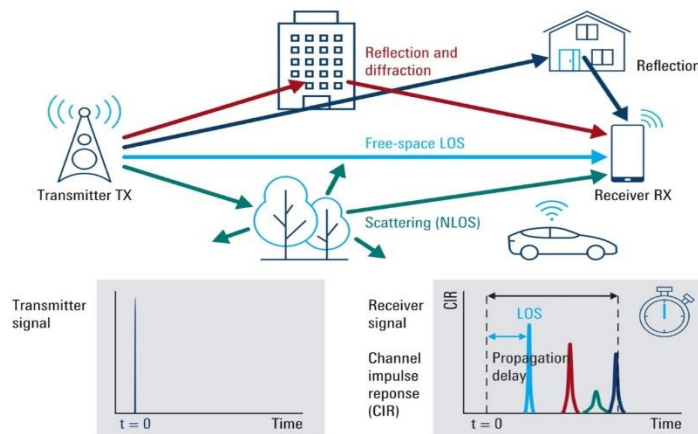 Reflection and
diffraction
Reflection
Free-space LOS
Transmitter TX
Receiver RX
Scattering (NLOS)
Transmitter
signal
t = 0
Time
Receiver
signal
Channel
impulse
reponse
(CIR)
CIR
LOS
Propagation
delay
t = 0
Time